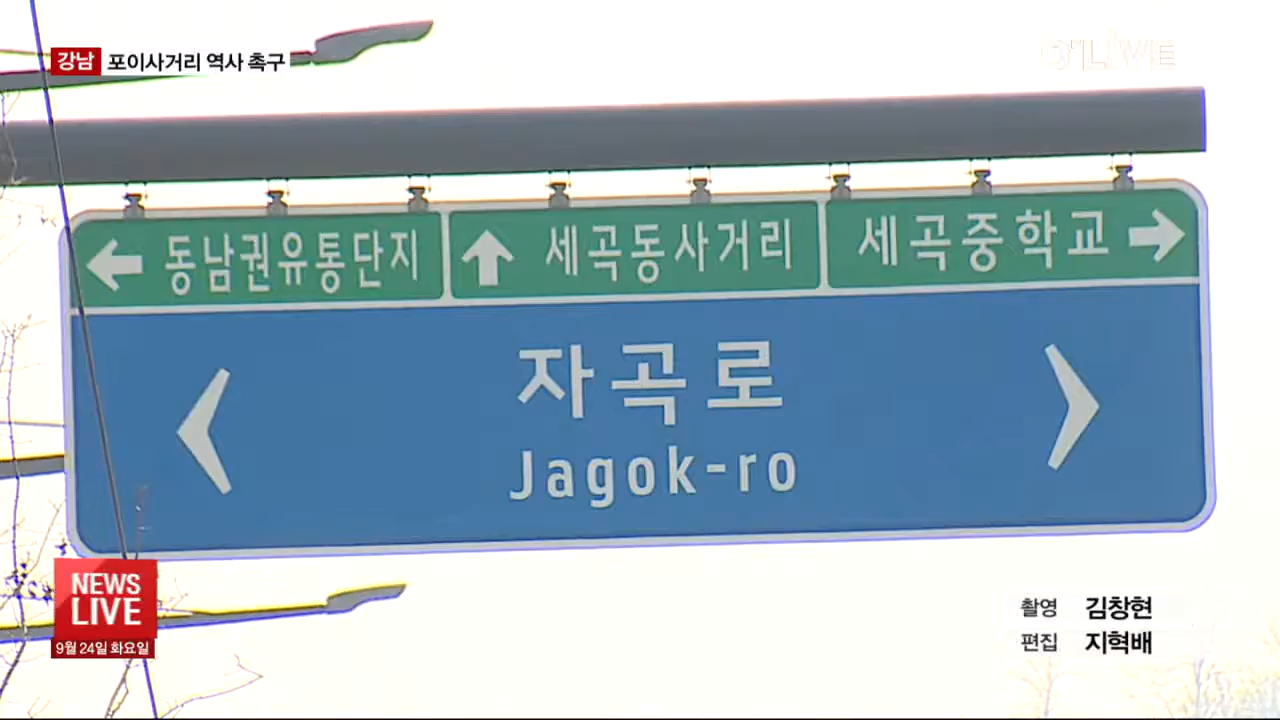 강남 포이사거리 역사 촉구
O'LIVE
동남권유통단지 세곡동사거리 세곡중학교
자곡로
Jagok-ro
NEWS
LIVE
9월 24일 화요일
촬영 김창현
편집 지혁배